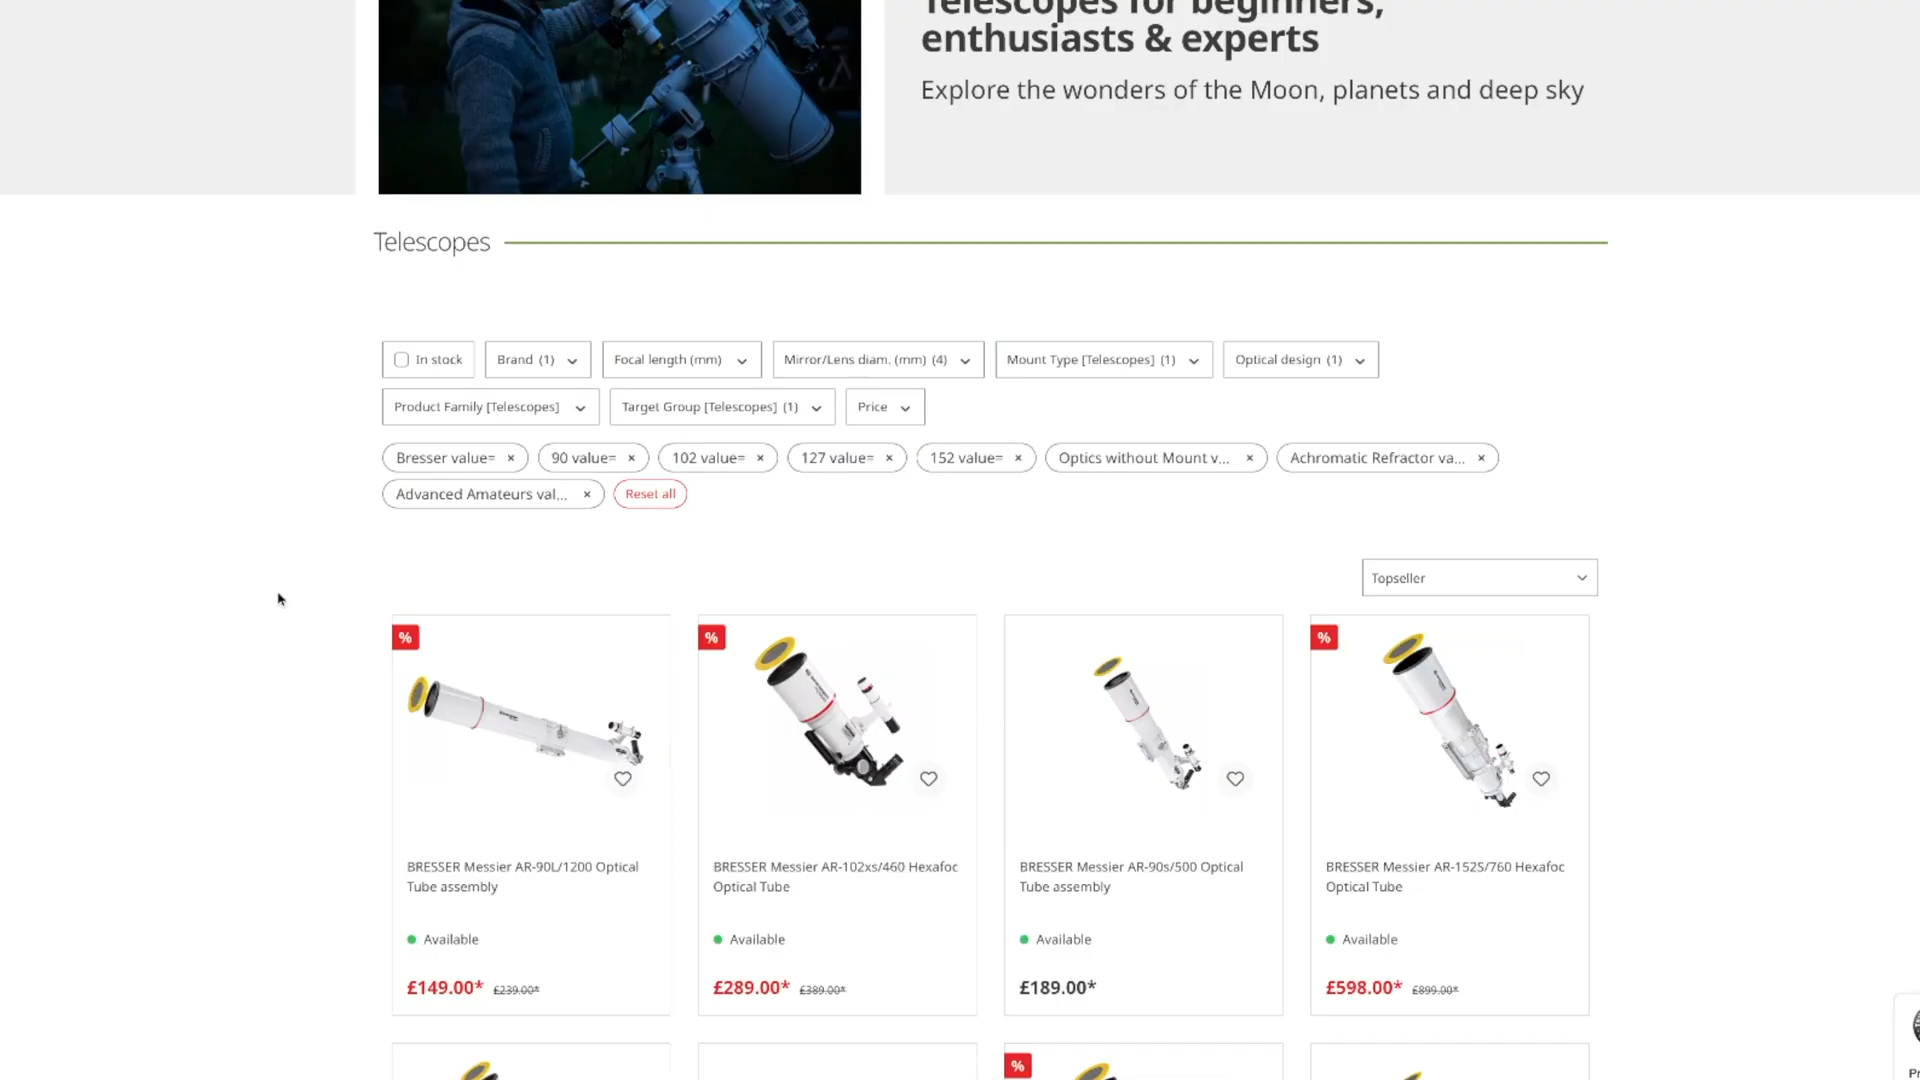 Telescopes for beginners,
enthusiasts & experts
Explore the wonders of the Moon, planets and deep sky
Telescopes
In stock
Brand (1)
Focal length (mm)
Mirror/Lens diam. (mm) (4)
Mount Type [Telescopes] (1)
Optical design (1)
Product Family [Telescopes]
Target Group [Telescopes] (1)
Price
Bresser value= ×
90 value= ×
102 value= ×
127 value= ×
152 value= ×
Optics without Mount v... ×
Achromatic Refractor va... ×
Advanced Amateurs val... ×
Reset all
Topseller
%
%
%
BRESSER Messier AR-90L/1200 Optical
Tube assembly
Available
£149.00* £239.00*
BRESSER Messier AR-102xs/460 Hexafoc
Optical Tube
Available
£289.00* £389.00*
BRESSER Messier AR-90s/500 Optical
Tube assembly
Available
£189.00*
BRESSER Messier AR-152S/760 Hexafoc
Optical Tube
Available
£598.00* £899.00*
%